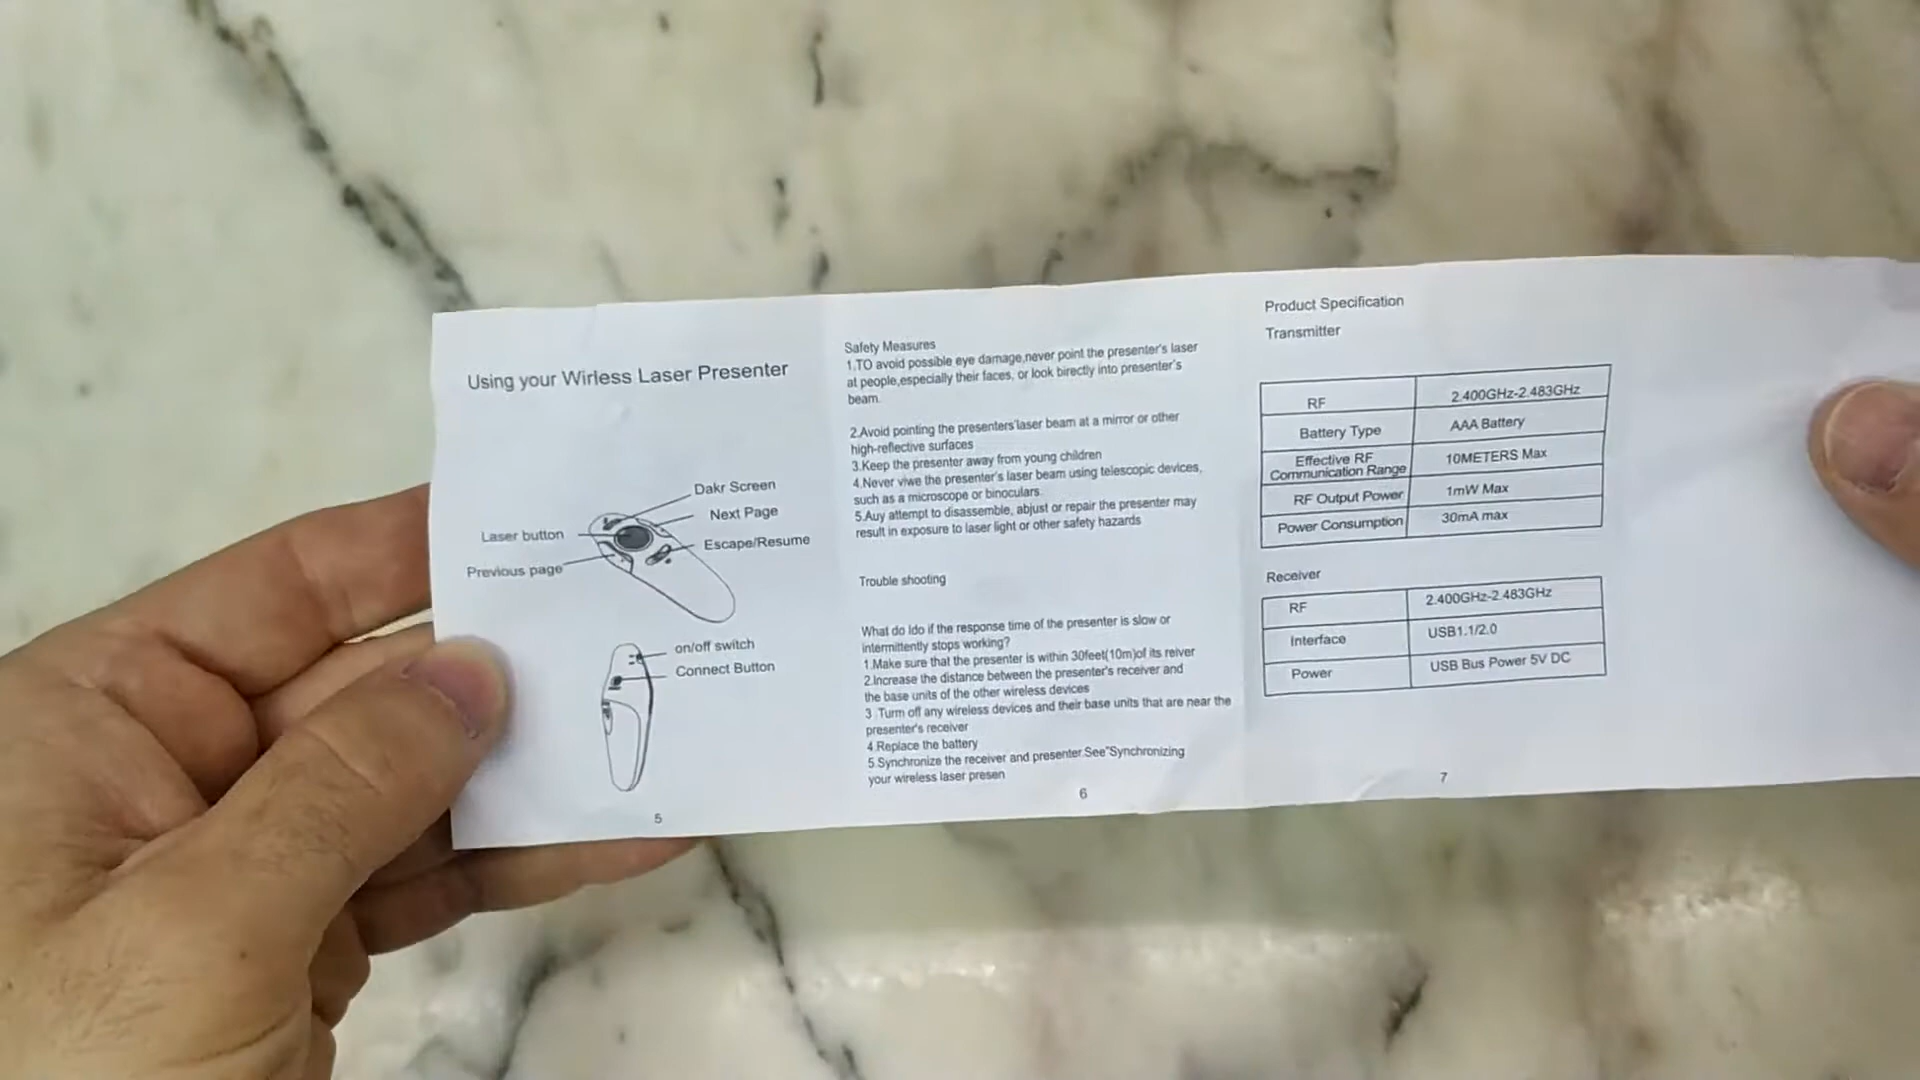 Using your Wirless Laser Presenter
Dakr Screen
Next Page
Laser button
Escape/Resume
Previous page
on/off switch
Connect Button
5
Safety Measures
1.TO avoid possible eye damage,never point the presenter's laser
at people,especially their faces, or look birectly into presenter's
beam.
2.Avoid pointing the presenters'laser beam at a mirror or other
high-reflective surfaces
3.Keep the presenter away from young children
4.Never viwe the presenter's laser beam using telescopic devices,
such as a microscope or binoculars.
5.Auy attempt to disassemble, abjust or repair the presenter may
result in exposure to laser light or other safety hazards
Trouble shooting
What do Ido if the response time of the presenter is slow or
intermittently stops working?
1.Make sure that the presenter is within 30feet(10m)of its reiver
2.Increase the distance between the presenter's receiver and
the base units of the other wireless devices
3 .Turm off any wireless devices and their base units that are near the
presenter's receiver
4.Replace the battery
5.Synchronize the receiver and presenter.See"Synchronizing
your wireless laser presen
6
Product Specification
Transmitter
RF 2.400GHz-2.483GHz
Battery Type AAA Battery
Effective RF
Communication Range 10METERS Max
RF Output Power 1mW Max
Power Consumption 30mA max
Receiver
RF 2.400GHz-2.483GHz
Interface USB1.1/2.0
Power USB Bus Power 5V DC
7